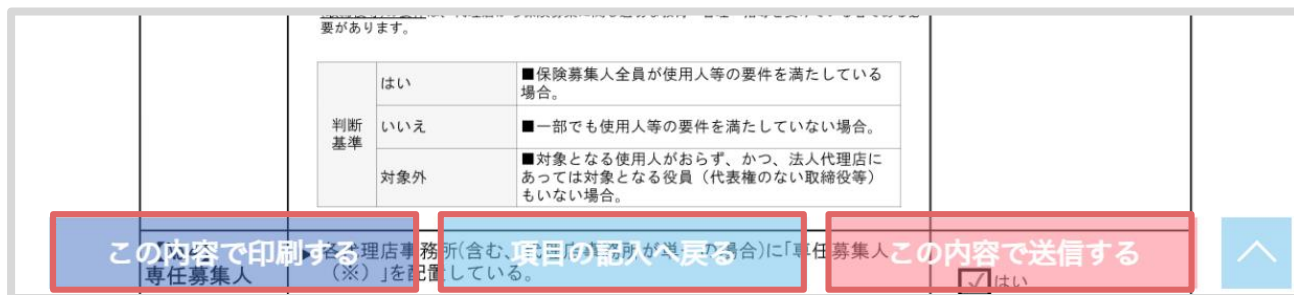 要があります。
判断
基準
はい
■保険募集人全員が使用人等の要件を満たしている
場合。
いいえ
■一部でも使用人等の要件を満たしていない場合。
対象外
■対象となる使用人がおらず、かつ、法人代理店に
あっては対象となる役員（代表権のない取締役等）
もいない場合。
この内容で印刷する
項目の記入へ戻る
この内容で送信する
理店事務所(含む、
場合)に「専任募集人
専任募集人
（※）」を配置している。
はい